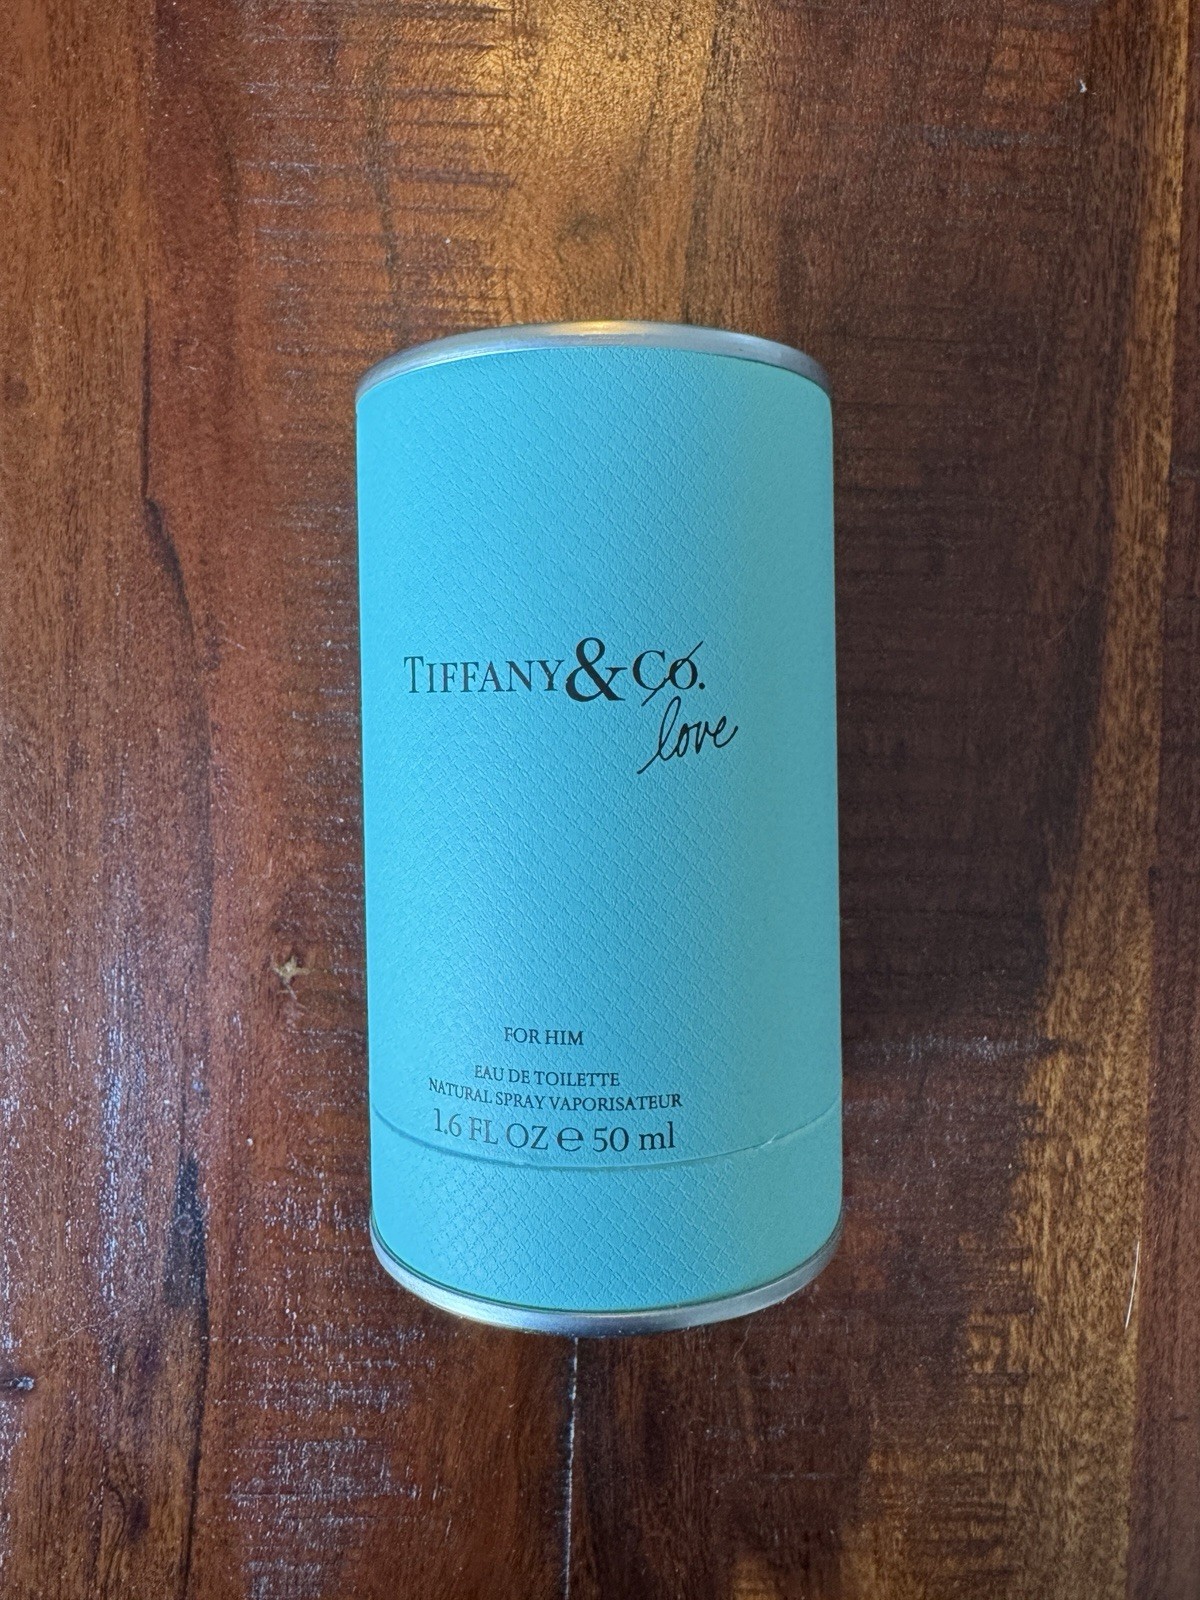 TIFFANY & Co.
love
FOR HIM
EAU DE TOILETTE
NATURAL SPRAY VAPORISATEUR
1.6 FL OZ ℮ 50 ml